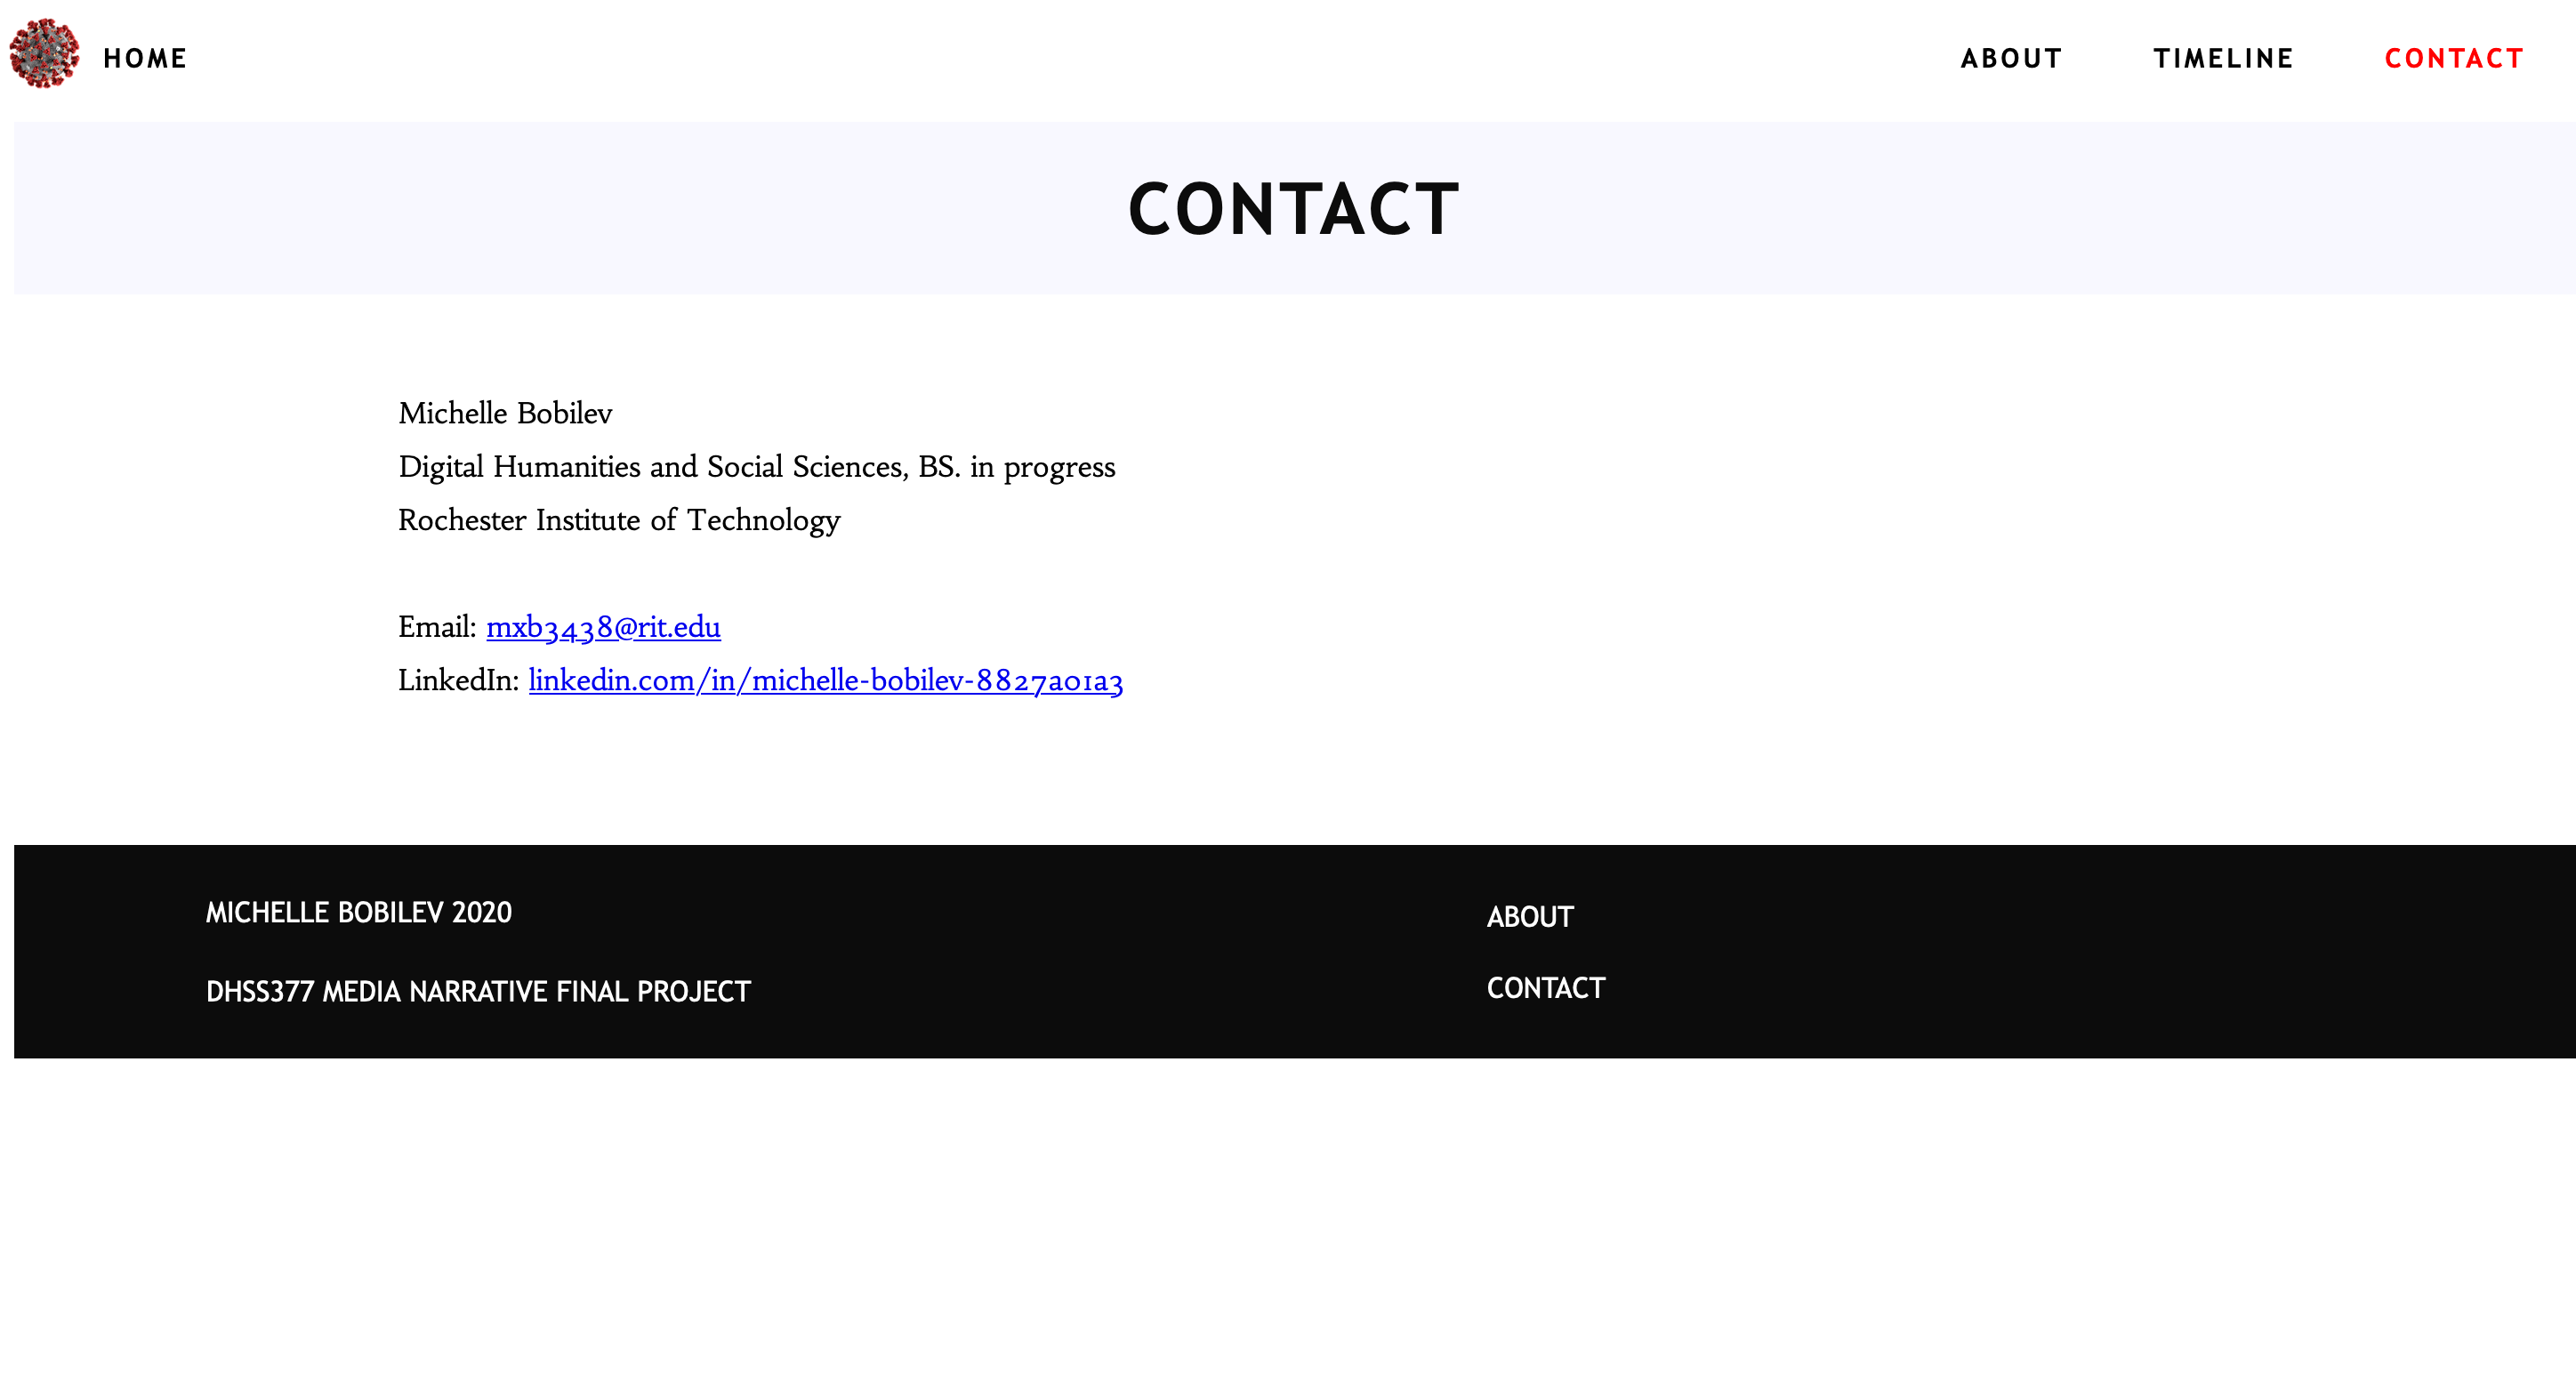 HOME
ABOUT
TIMELINE
CONTACT
CONTACT
Michelle Bobilev
Digital Humanities and Social Sciences, BS. in progress
Rochester Institute of Technology
Email: mxb3438@rit.edu
LinkedIn: linkedin.com/in/michelle-bobilev-8827a01a3
MICHELLE BOBILEV 2020
DHSS377 MEDIA NARRATIVE FINAL PROJECT
ABOUT
CONTACT